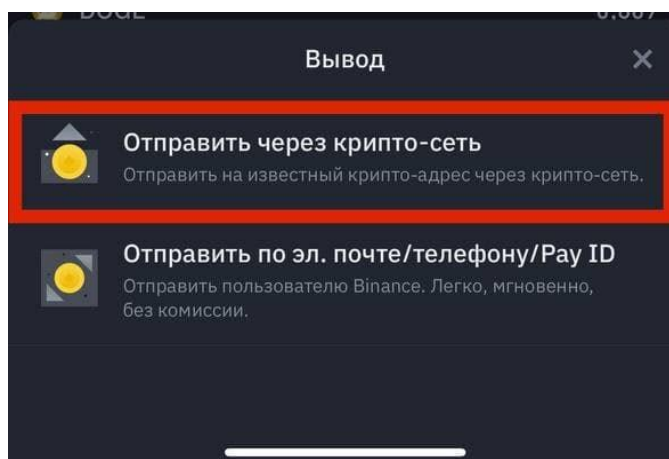 Вывод
Отправить через крипто-сеть
Отправить на известный крипто-адрес через крипто-сеть.
Отправить по эл. почте/телефону/Pay ID
Отправить пользователю Binance. Легко, мгновенно,
без комиссии.